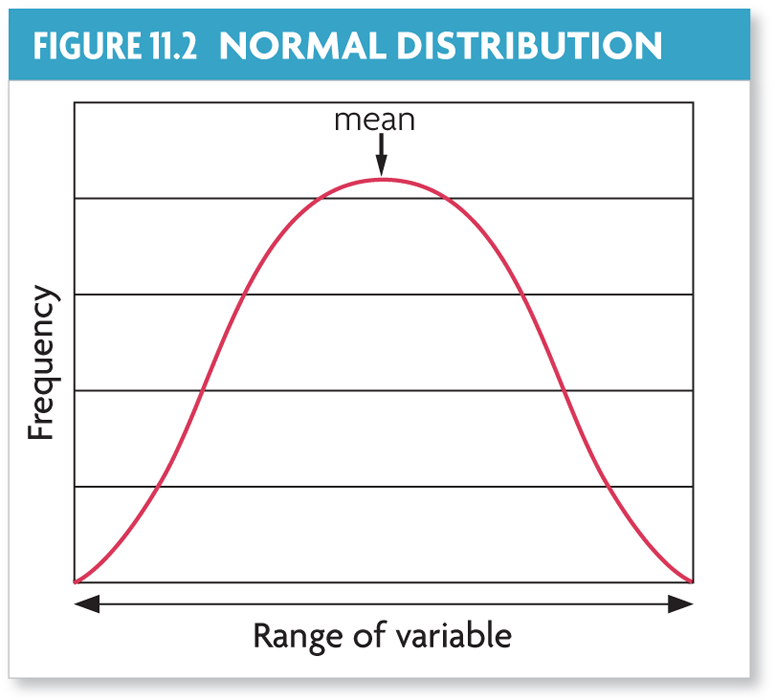 FIGURE 11.2 NORMAL DISTRIBUTION
mean
Frequency
Range of variable